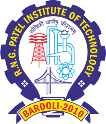 R.N.G. PATEL INSTITUTE OF TECHNOLOGY
BARDOLI-2010